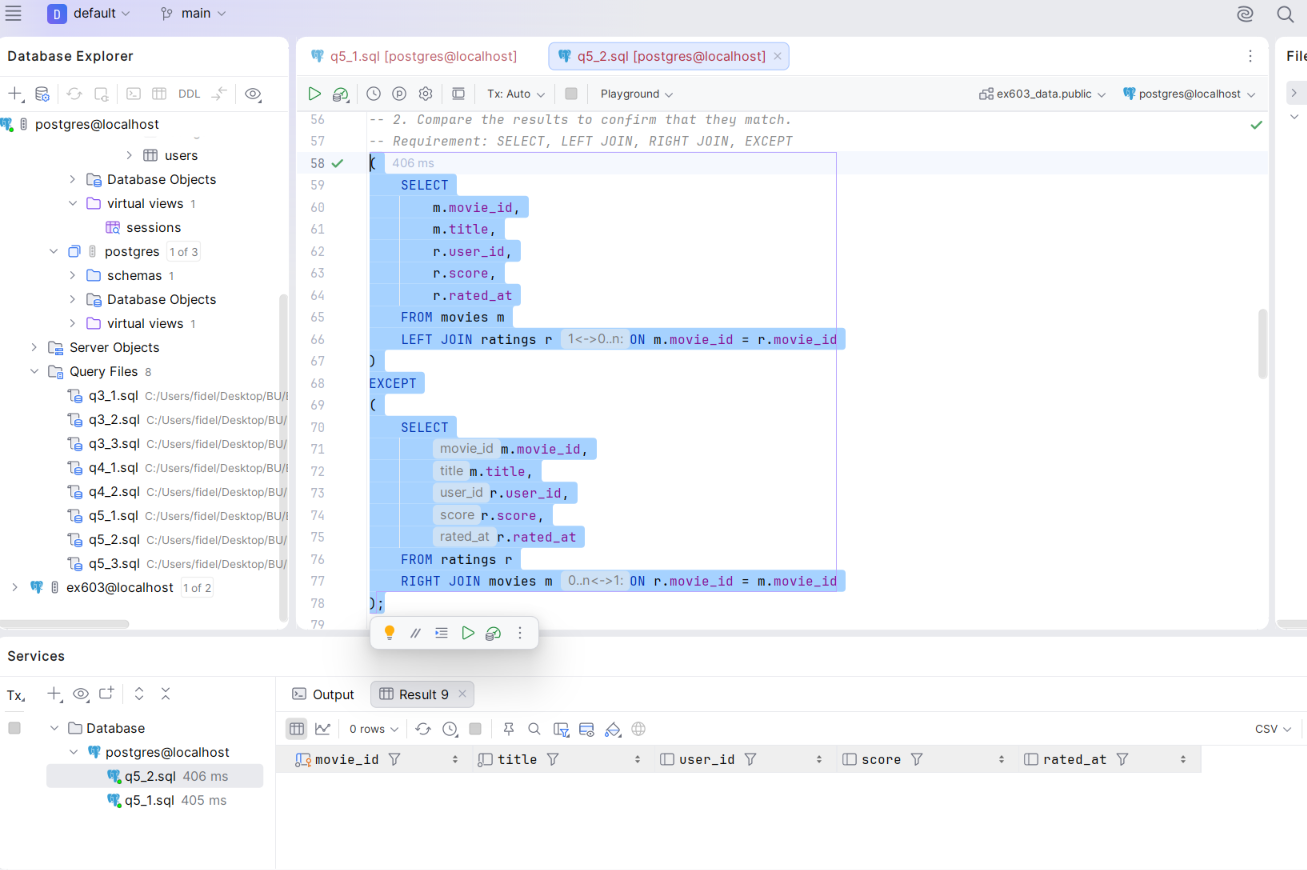 D default
main
Database Explorer
q5_1.sql [postgres@localhost]
q5_2.sql [postgres@localhost]
File
DDL
Tx: Auto
Playground
ex603_data.public
postgres@localhost
postgres@localhost
users
Database Objects
virtual views 1
sessions
postgres 1 of 3
schemas 1
Database Objects
virtual views 1
Server Objects
Query Files 8
q3_1.sql C:/Users/fidel/Desktop/BU/
q3_2.sql C:/Users/fidel/Desktop/BU/
q3_3.sql C:/Users/fidel/Desktop/BU/
q4_1.sql C:/Users/fidel/Desktop/BU/
q4_2.sql C:/Users/fidel/Desktop/BU/
q5_1.sql C:/Users/fidel/Desktop/BU/
q5_2.sql C:/Users/fidel/Desktop/BU/
q5_3.sql C:/Users/fidel/Desktop/BU/
ex603@localhost 1 of 2
56 -- 2. Compare the results to confirm that they match.
57 -- Requirement: SELECT, LEFT JOIN, RIGHT JOIN, EXCEPT
58 ( 406 ms
59 SELECT
60 m.movie_id,
61 m.title,
62 r.user_id,
63 r.score,
64 r.rated_at
65 FROM movies m
66 LEFT JOIN ratings r 1<->0..n: ON m.movie_id = r.movie_id
67 )
68 EXCEPT
69 (
70 SELECT
71 movie_id m.movie_id,
72 title m.title,
73 user_id r.user_id,
74 score r.score,
75 rated_at r.rated_at
76 FROM ratings r
77 RIGHT JOIN movies m 0..n<->1: ON r.movie_id = m.movie_id
78 );
79
Services
Tx
Database
postgres@localhost
q5_2.sql 406 ms
q5_1.sql 405 ms
Output
Result 9
0 rows
CSV
movie_id title user_id score rated_at